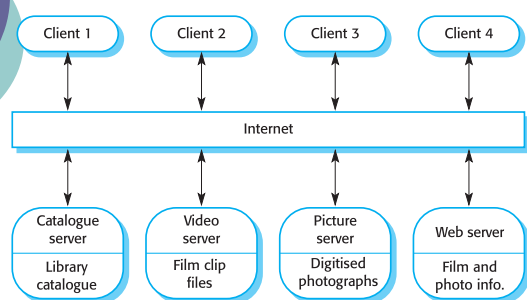 Client 1
Client 2
Client 3
Client 4
Internet
Catalogue
server
Library
catalogue
Video
server
Film clip
files
Picture
server
Digitised
photographs
Web server
Film and
photo info.